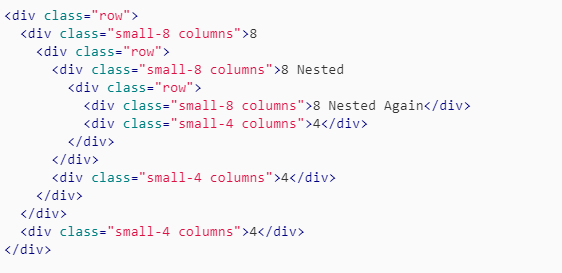 <div class="row">
  <div class="small-8 columns">8
    <div class="row">
      <div class="small-8 columns">8 Nested
        <div class="row">
          <div class="small-8 columns">8 Nested Again</div>
          <div class="small-4 columns">4</div>
        </div>
      </div>
      <div class="small-4 columns">4</div>
    </div>
  </div>
  <div class="small-4 columns">4</div>
</div>